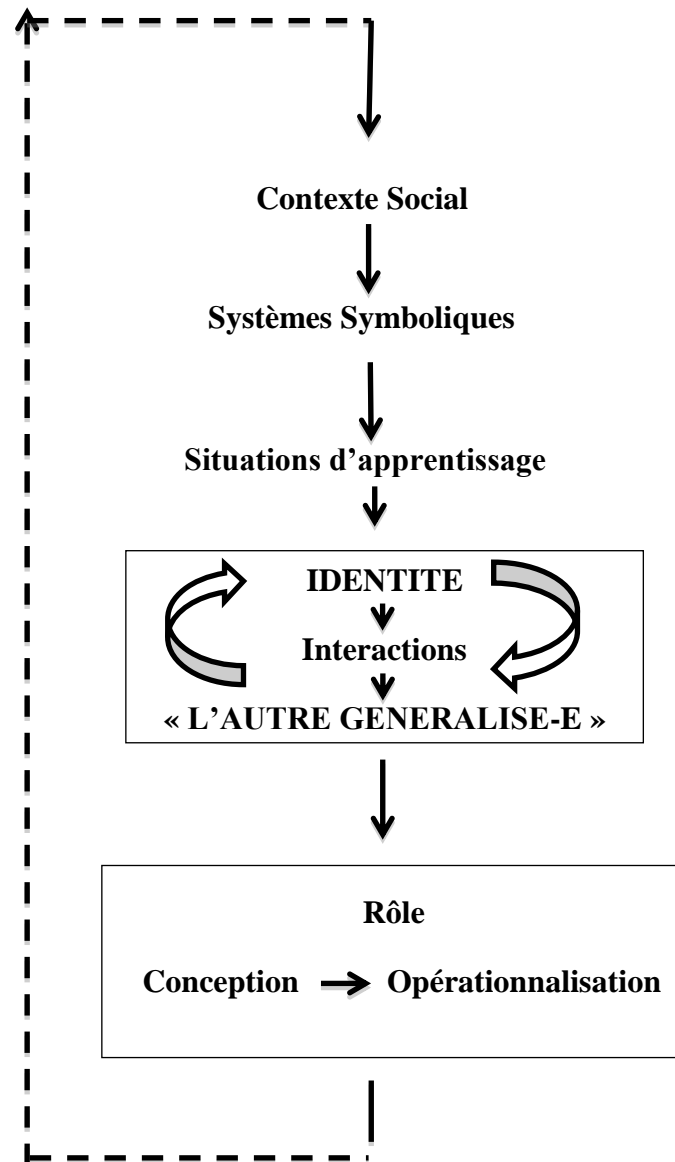 Contexte Social
Systèmes Symboliques
Situations d’apprentissage
IDENTITE
Interactions
« L’AUTRE GENERALISE-E »
Rôle
Conception Opérationnalisation